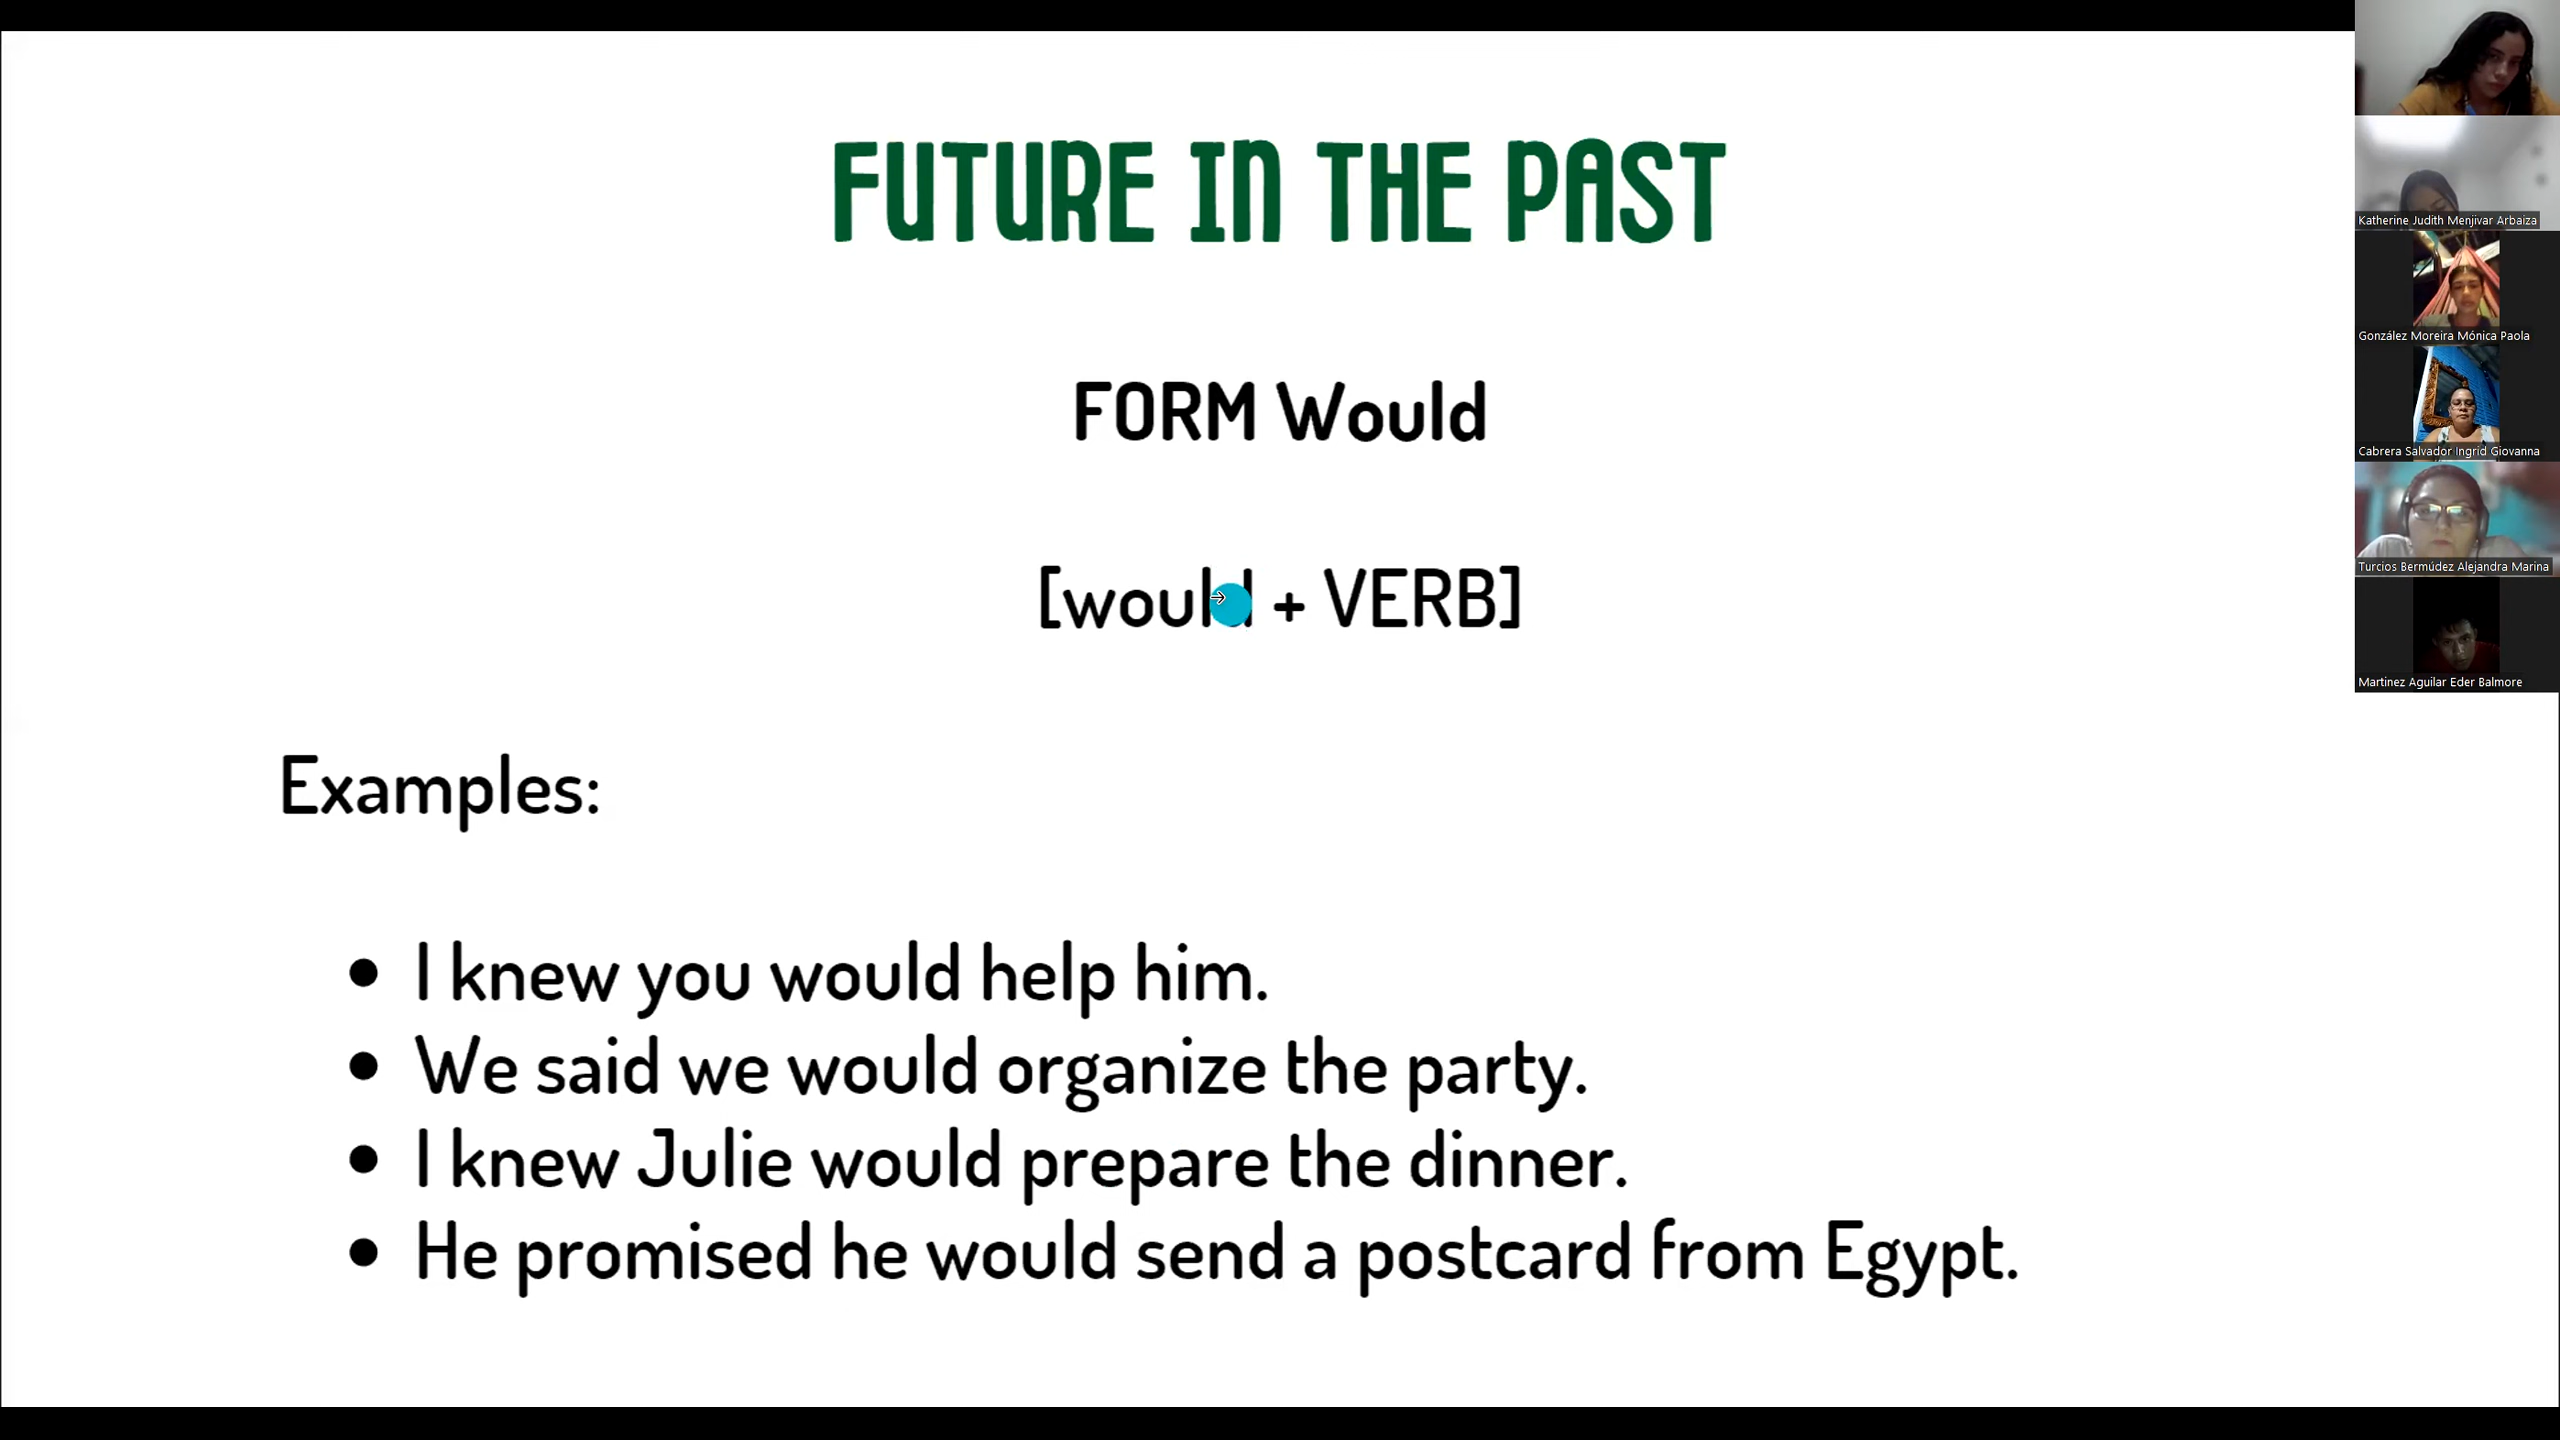 FUTURE IN THE PAST
FORM Would
[would + VERB]
Examples:
• I knew you would help him.
• We said we would organize the party.
• I knew Julie would prepare the dinner.
• He promised he would send a postcard from Egypt.
Katherine Judith Menjivar Arbaiza
González Moreira Mónica Paola
Cabrera Salvador Ingrid Giovanna
Turcios Bermúdez Alejandra Marina
Martinez Aguilar Eder Balmore